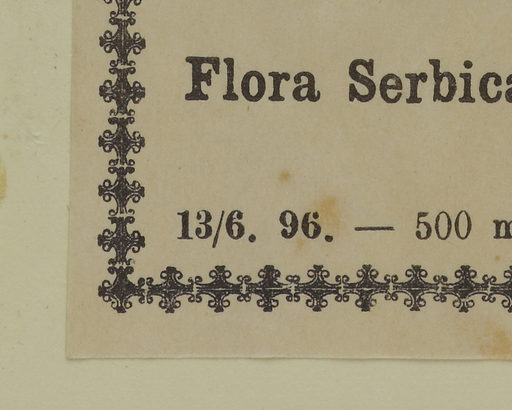 Flora Serbica
13/6. 96. — 500 m